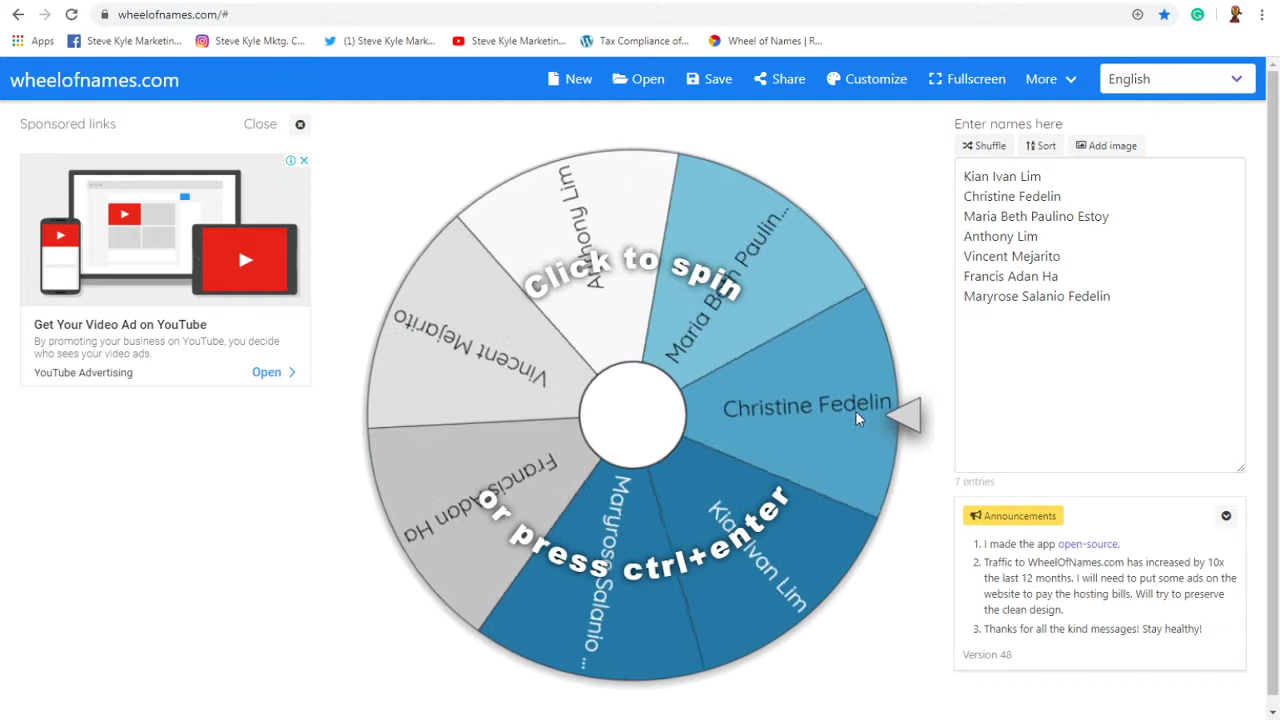 wheelofnames.com/#
Apps
Steve Kyle Marketin...
Steve Kyle Mktg. C...
(1) Steve Kyle Mark...
Steve Kyle Marketin...
Tax Compliance of...
Wheel of Names | R...
wheelofnames.com
New
Open
Save
Share
Customize
Fullscreen
More
English
Sponsored links
Close
Get Your Video Ad on YouTube
By promoting your business on YouTube, you decide
who sees your video ads.
YouTube Advertising
Open
Anthony Lim
Maria Beth Paulin...
Christine Fedelin
Kian Ivan Lim
Maryrose Salanio ...
Francis Adan Ha
Vincent Mejarito
Click to spin
or press ctrl+enter
Enter names here
Shuffle
Sort
Add image
Kian Ivan Lim
Christine Fedelin
Maria Beth Paulino Estoy
Anthony Lim
Vincent Mejarito
Francis Adan Ha
Maryrose Salanio Fedelin
7 entries
Announcements
1. I made the app open-source.
2. Traffic to WheelOfNames.com has increased by 10x
the last 12 months. I will need to put some ads on the
website to pay the hosting bills. Will try to preserve
the clean design.
3. Thanks for all the kind messages! Stay healthy!
Version 48